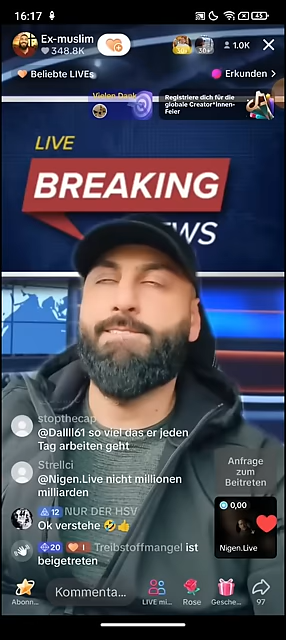 16:17
45
Ex-muslim
348.8K
30+
1.0K
Beliebte LIVEs
Erkunden
Vielen Dank
Registriere dich für die
globale Creator*innen-
Feier
LIVE
BREAKING
NEWS
stopthecap
@Dallll61 so viel das er jeden
Tag arbeiten geht
Strellci
@Nigen.Live nicht millionen
milliarden
12 NUR DER HSV
Ok verstehe 🤣👍
20 Treibstoffmangel ist
beigetreten
Anfrage
zum
Beitreten
0,00
Nigen.Live
Kommenta...
Abonn...
LIVE mi...
Rose
Gesche...
97